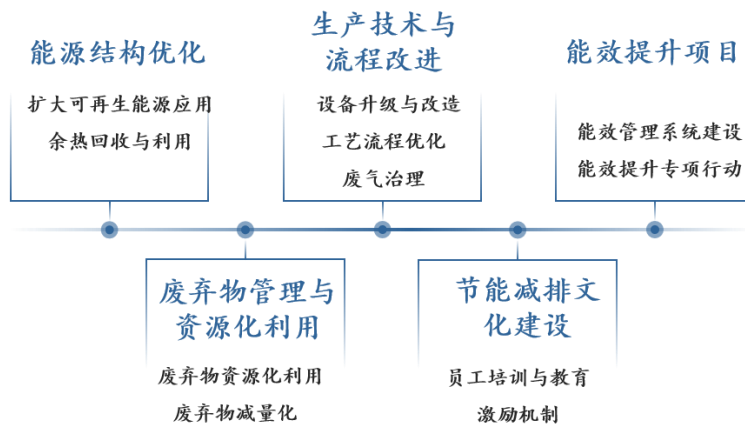 能源结构优化
扩大可再生能源应用
余热回收与利用
生产技术与
流程改进
设备升级与改造
工艺流程优化
废气治理
能效提升项目
能效管理系统建设
能效提升专项行动
废弃物管理与
资源化利用
废弃物资源化利用
废弃物减量化
节能减排文
化建设
员工培训与教育
激励机制